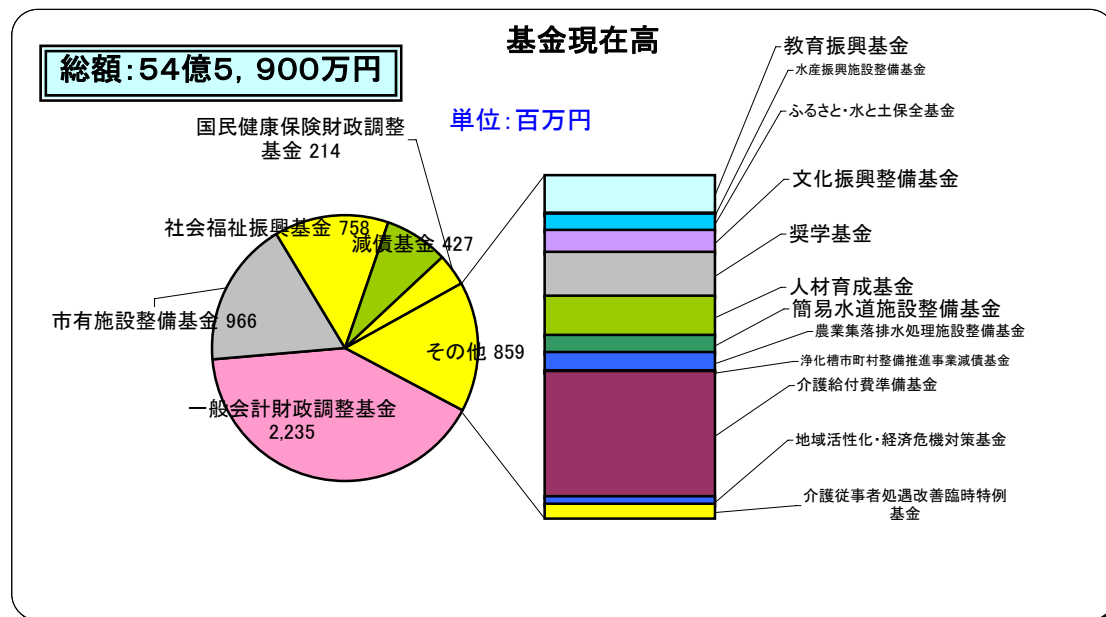 基金現在高
総額:54億5,900万円
単位:百万円
国民健康保険財政調整
基金 214
社会福祉振興基金 758
減債基金 427
市有施設整備基金 966
その他 859
一般会計財政調整基金
2,235
教育振興基金
水産振興施設整備基金
ふるさと・水と土保全基金
文化振興整備基金
奨学基金
人材育成基金
簡易水道施設整備基金
農業集落排水処理施設整備基金
浄化槽市町村整備推進事業減債基金
介護給付費準備基金
地域活性化・経済危機対策基金
介護従事者処遇改善臨時特例
基金